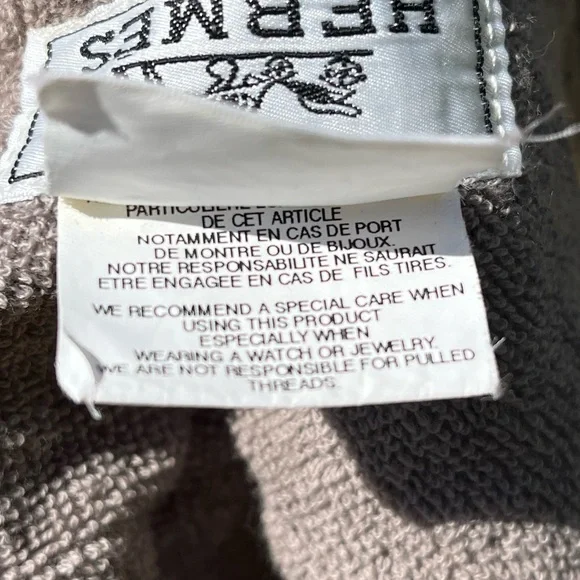 HERMES
PARTICULIERE
DE CET ARTICLE
NOTAMMENT EN CAS DE PORT
DE MONTRE OU DE BIJOUX.
NOTRE RESPONSABILITE NE SAURAIT
ETRE ENGAGEE EN CAS DE FILS TIRES.
WE RECOMMEND A SPECIAL CARE WHEN
USING THIS PRODUCT
ESPECIALLY WHEN
WEARING A WATCH OR JEWELRY.
WE ARE NOT RESPONSIBLE FOR PULLED
THREADS.